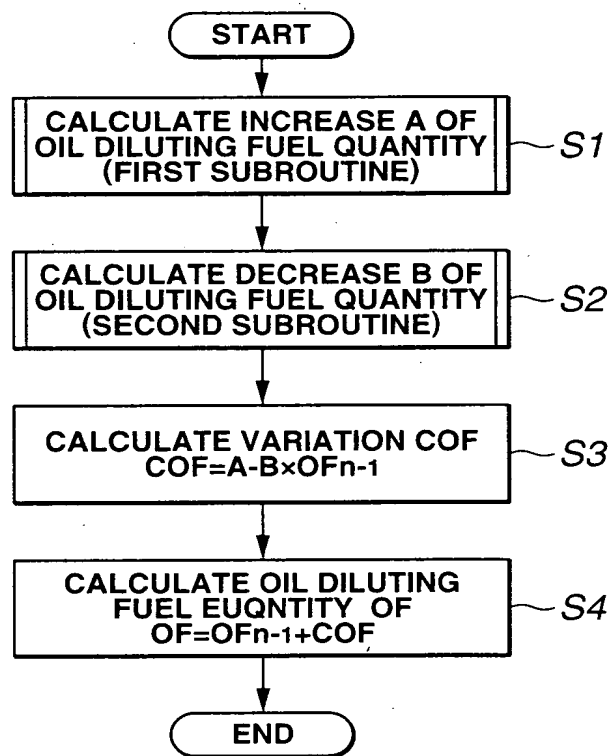 START
CALCULATE INCREASE A OF
OIL DILUTING FUEL QUANTITY
(FIRST SUBROUTINE)
S1
CALCULATE DECREASE B OF
OIL DILUTING FUEL QUANTITY
(SECOND SUBROUTINE)
S2
CALCULATE VARIATION COF
COF=A-B×OFn-1
S3
CALCULATE OIL DILUTING
FUEL EUQNTITY OF
OF=OFn-1+COF
S4
END